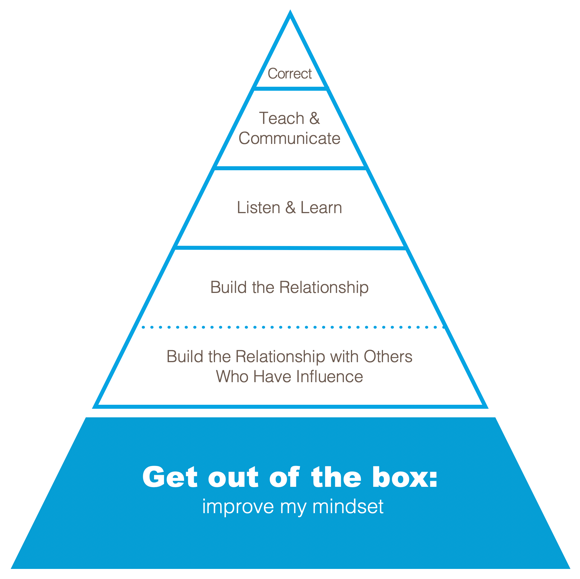 Correct
Teach &
Communicate
Listen & Learn
Build the Relationship
Build the Relationship with Others
Who Have Influence
Get out of the box:
improve my mindset